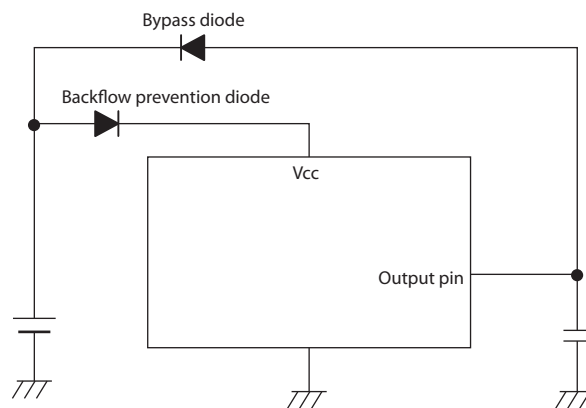 Bypass diode
Backflow prevention diode
Vcc
Output pin